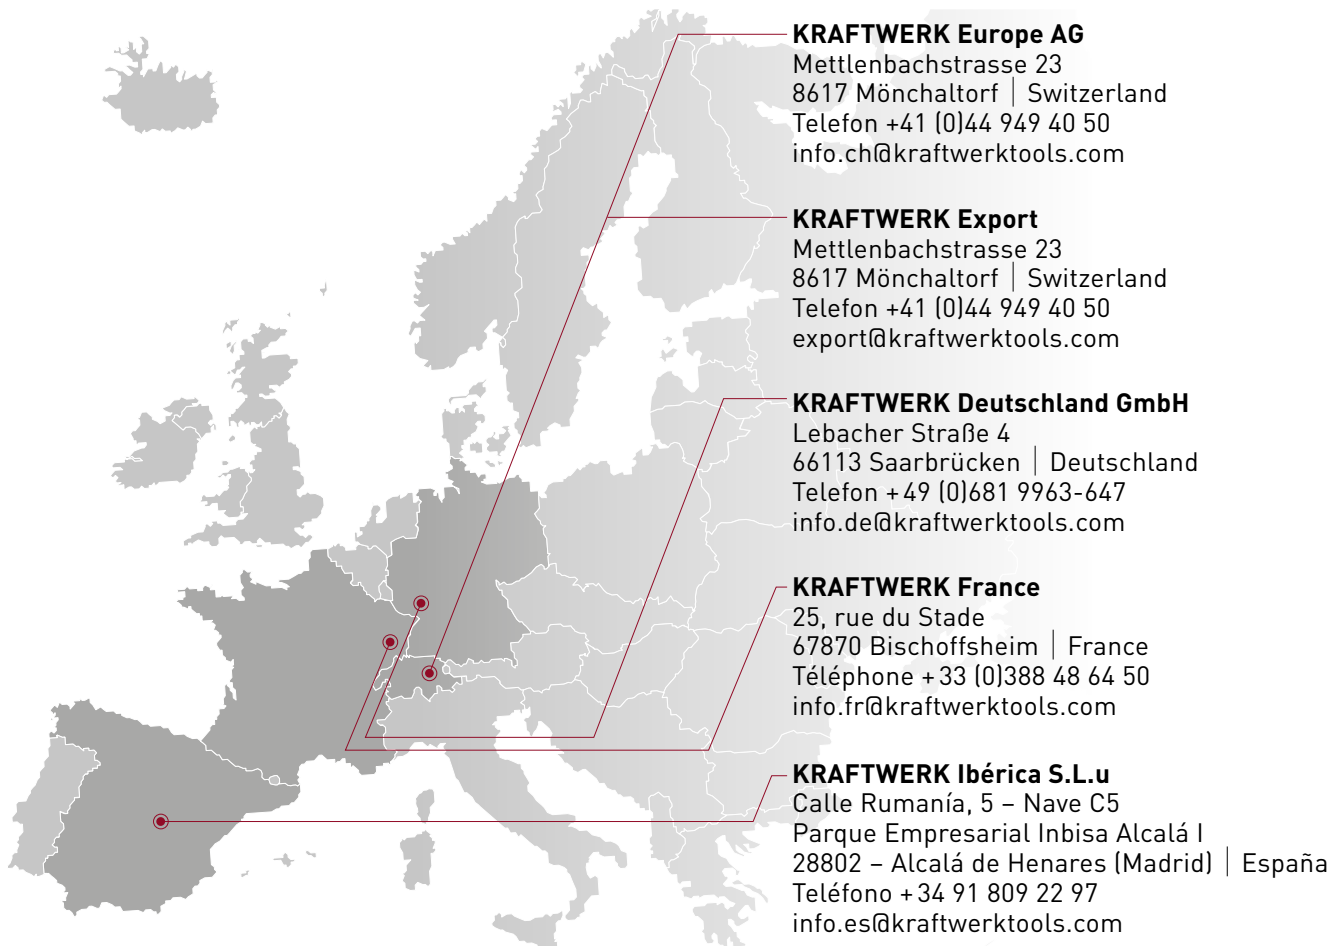 KRAFTWERK Europe AG
Mettlenbachstrasse 23
8617 Mönchaltorf | Switzerland
Telefon +41 (0)44 949 40 50
info.ch@kraftwerktools.com
KRAFTWERK Export
Mettlenbachstrasse 23
8617 Mönchaltorf | Switzerland
Telefon +41 (0)44 949 40 50
export@kraftwerktools.com
KRAFTWERK Deutschland GmbH
Lebacher Straße 4
66113 Saarbrücken | Deutschland
Telefon +49 (0)681 9963-647
info.de@kraftwerktools.com
KRAFTWERK France
25, rue du Stade
67870 Bischoffsheim | France
Téléphone +33 (0)388 48 64 50
info.fr@kraftwerktools.com
KRAFTWERK Ibérica S.L.u
Calle Rumanía, 5 – Nave C5
Parque Empresarial Inbisa Alcalá I
28802 – Alcalá de Henares (Madrid) | España
Teléfono +34 91 809 22 97
info.es@kraftwerktools.com